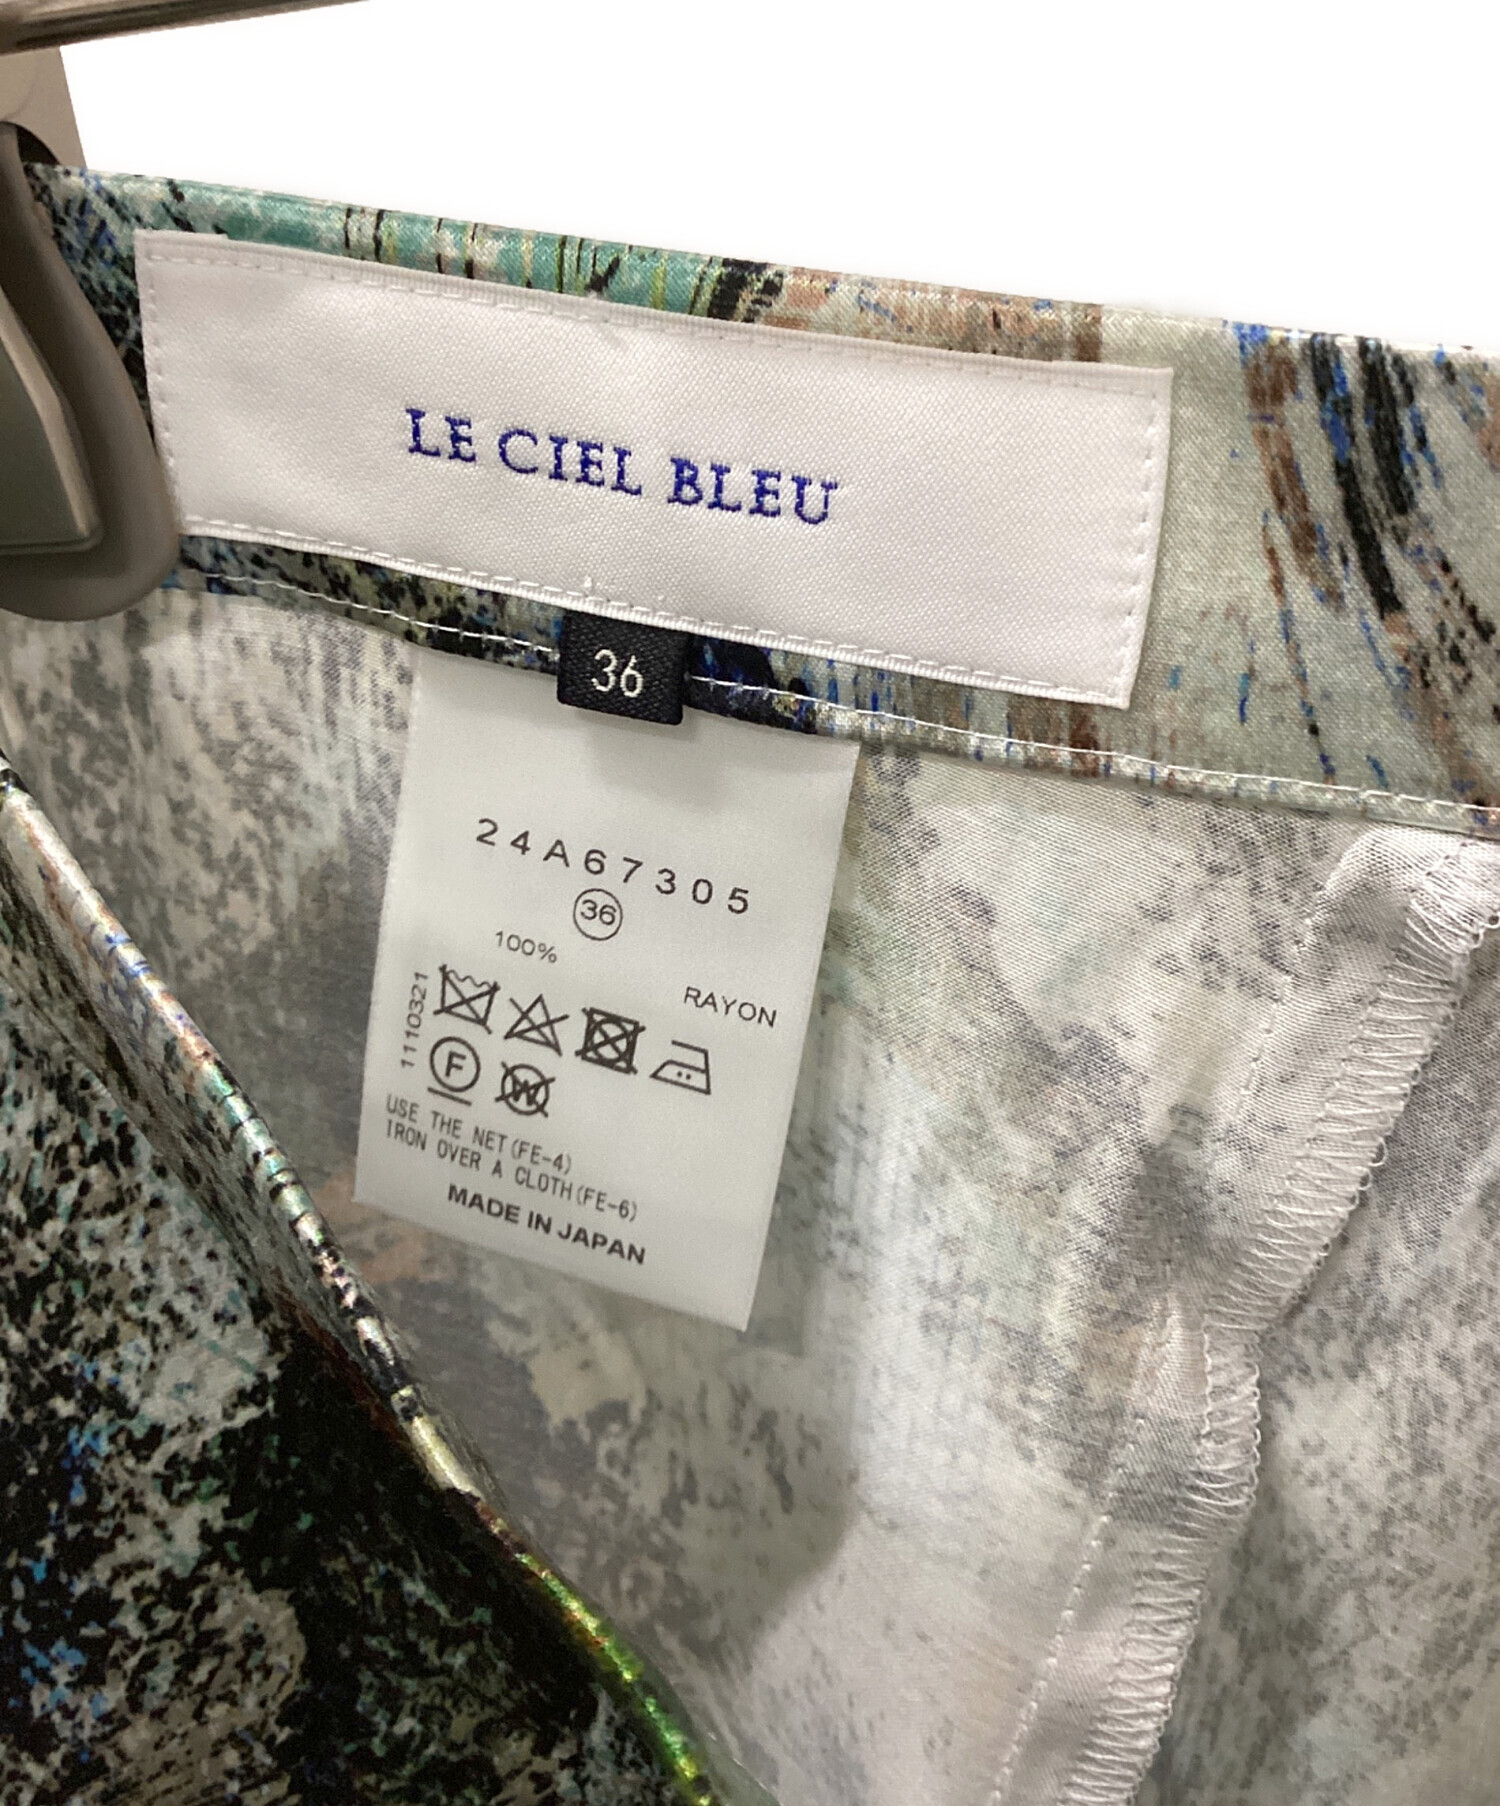 LE CIEL BLEU
36
24A67305
36
100%
RAYON
1110321
F W
USE THE NET(FE-4)
IRON OVER A CLOTH(FE-6)
MADE IN JAPAN